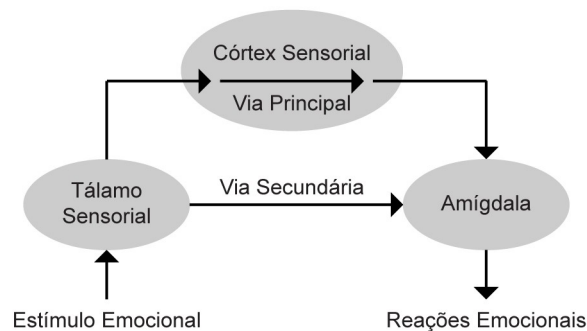 Córtex Sensorial
Via Principal
Tálamo
Sensorial
Via Secundária
Amígdala
Estímulo Emocional
Reações Emocionais